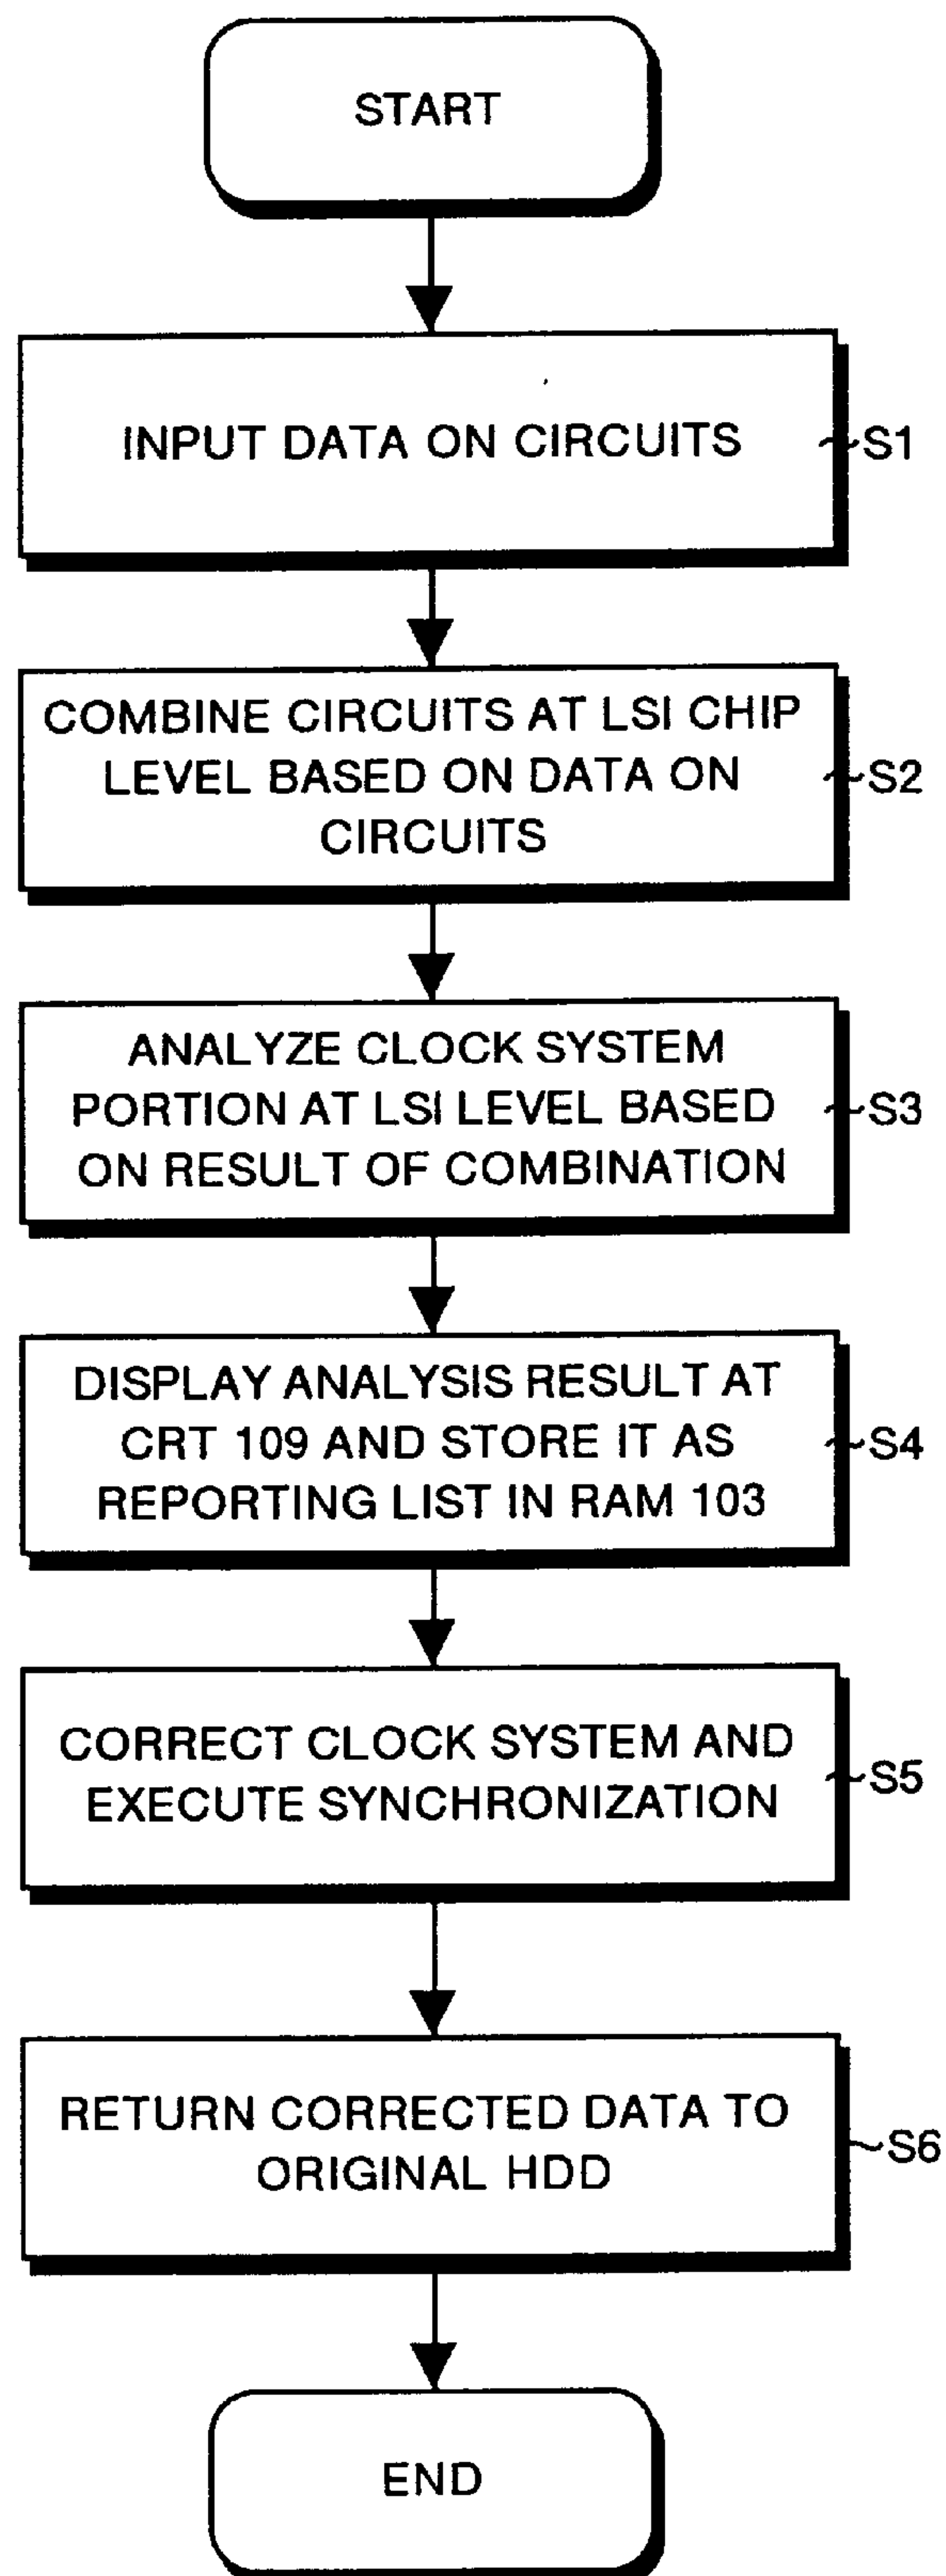 START
INPUT DATA ON CIRCUITS
S1
COMBINE CIRCUITS AT LSI CHIP
LEVEL BASED ON DATA ON
CIRCUITS
S2
ANALYZE CLOCK SYSTEM
PORTION AT LSI LEVEL BASED
ON RESULT OF COMBINATION
S3
DISPLAY ANALYSIS RESULT AT
CRT 109 AND STORE IT AS
REPORTING LIST IN RAM 103
S4
CORRECT CLOCK SYSTEM AND
EXECUTE SYNCHRONIZATION
S5
RETURN CORRECTED DATA TO
ORIGINAL HDD
S6
END